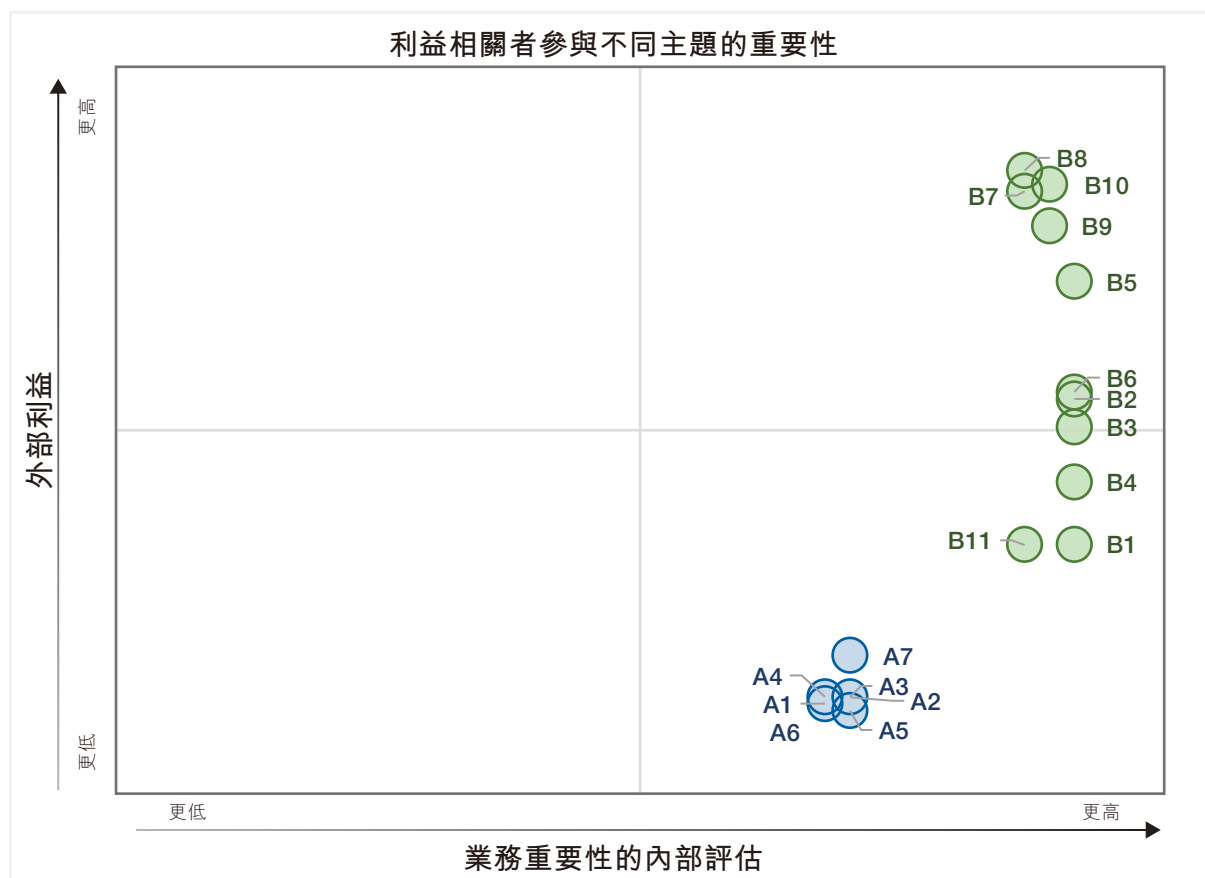 利益相關者參與不同主題的重要性
更高
外部利益
更低
B8
B10
B7
B9
B5
B6
B2
B3
B4
B11
B1
A7
A4
A3
A1
A2
A6
A5
更低
更高
業務重要性的內部評估